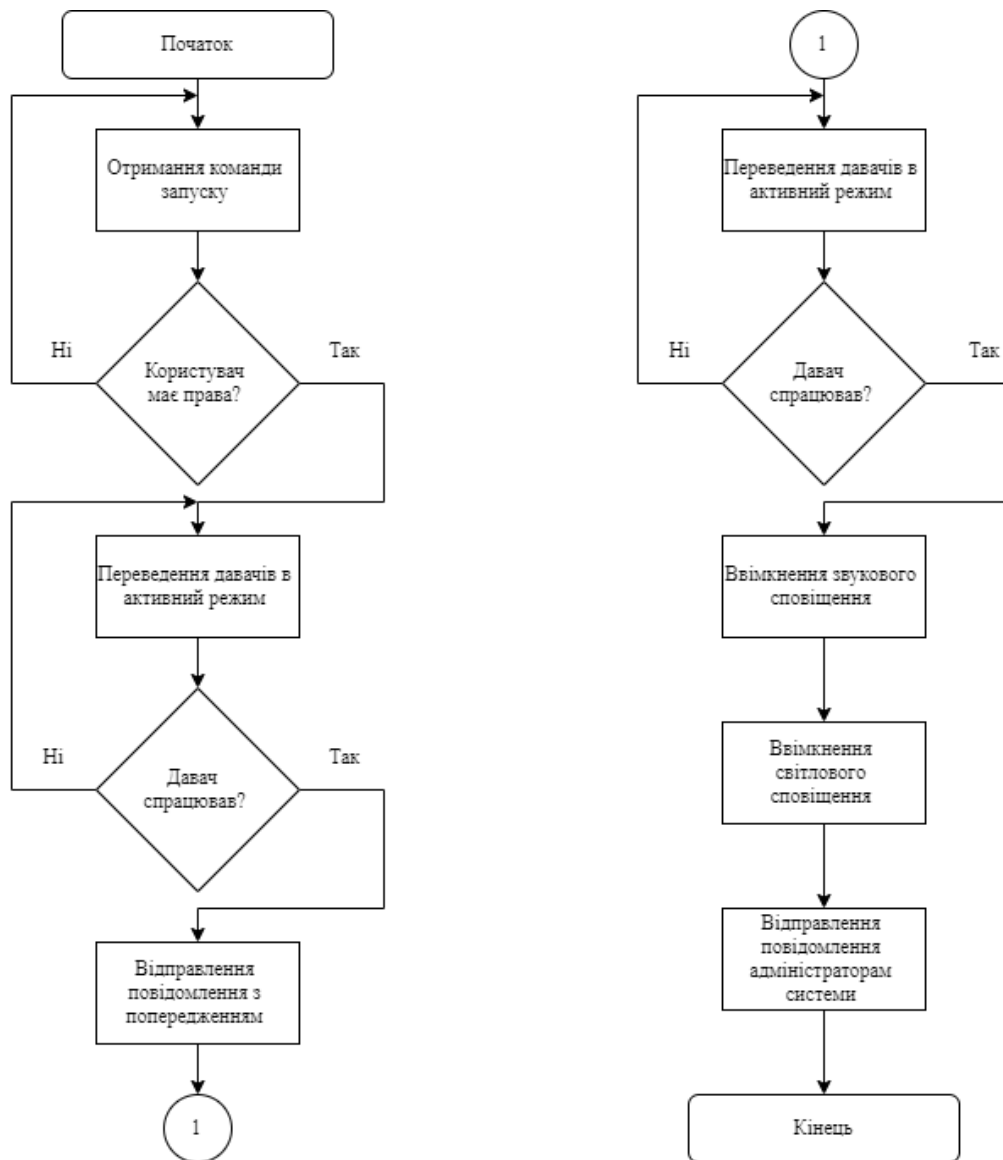 Початок
Отримання команди
запуску
Користувач
має права?
Ні
Так
Переведення давачів в
активний режим
Давач
спрацював?
Ні
Так
Відправлення
повідомлення з
попередженням
1
1
Переведення давачів в
активний режим
Давач
спрацював?
Ні
Так
Ввімкнення звукового
сповіщення
Ввімкнення
світлового
сповіщення
Відправлення
повідомлення
адміністраторам
системи
Кінець